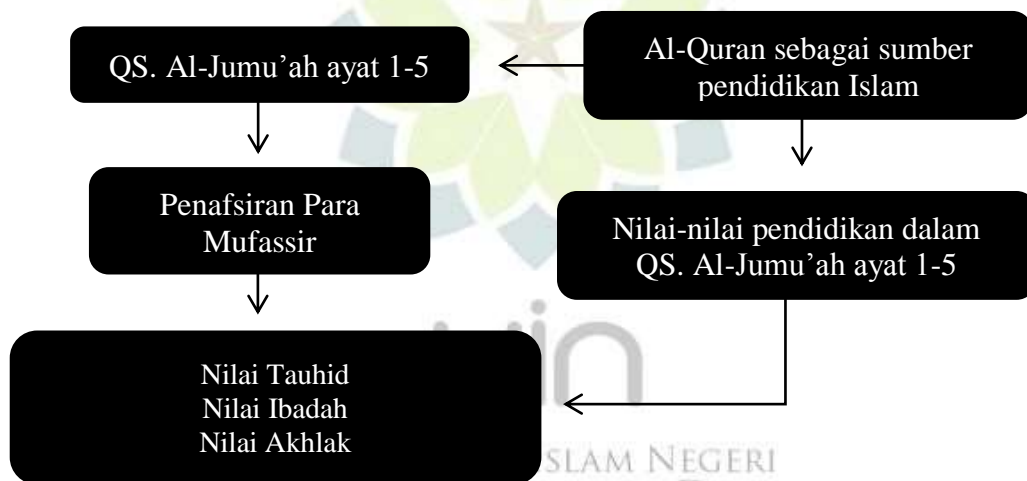 QS. Al-Jumu’ah ayat 1-5
Al-Quran sebagai sumber
pendidikan Islam
Penafsiran Para
Mufassir
Nilai-nilai pendidikan dalam
QS. Al-Jumu’ah ayat 1-5
Nilai Tauhid
Nilai Ibadah
Nilai Akhlak
SLAM NEGERI